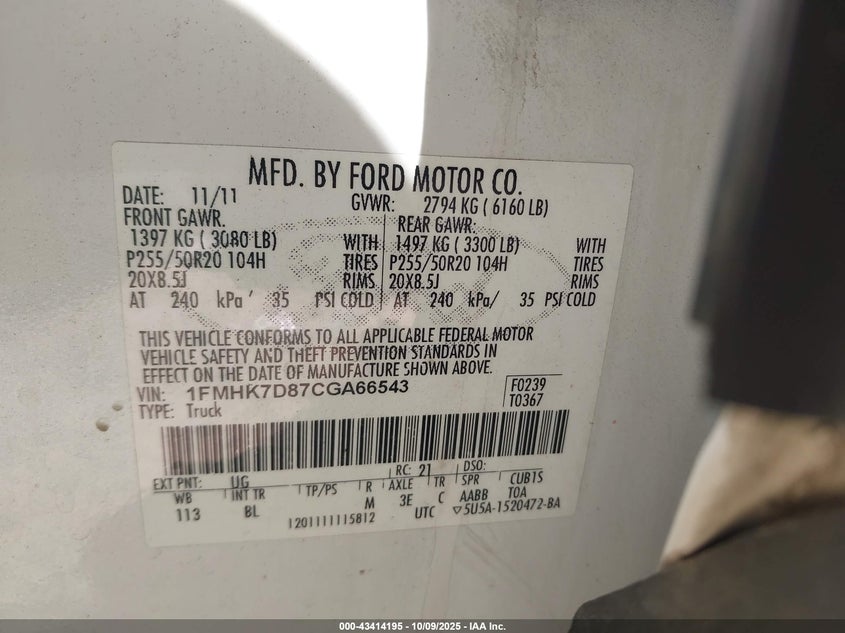 MFD. BY FORD MOTOR CO.
DATE: 11/11 GVWR: 2794 KG ( 6160 LB)
FRONT GAWR: REAR GAWR:
1397 KG ( 3080 LB) WITH 1497 KG ( 3300 LB) WITH
P255/50R20 104H TIRES P255/50R20 104H TIRES
20X8.5J RIMS 20X8.5J RIMS
AT 240 kPa/ 35 PSI COLD AT 240 kPa/ 35 PSI COLD
THIS VEHICLE CONFORMS TO ALL APPLICABLE FEDERAL MOTOR
VEHICLE SAFETY AND THEFT PREVENTION STANDARDS IN
EFFECT ON THE DATE OF MANUFACTURE SHOWN ABOVE.
VIN: 1FMHK7D87CGA66543 F0239
TYPE: Truck T0367
EXT PNT: UG RC: 21 DSO:
WB INT TR TP/PS R AXLE TR SPR CUB1S
113 BL M 3E C AABB TOA
1201111115812 UTC ▽5U5A-1520472-BA
000-43414195 - 10/09/2025 - IAA Inc.